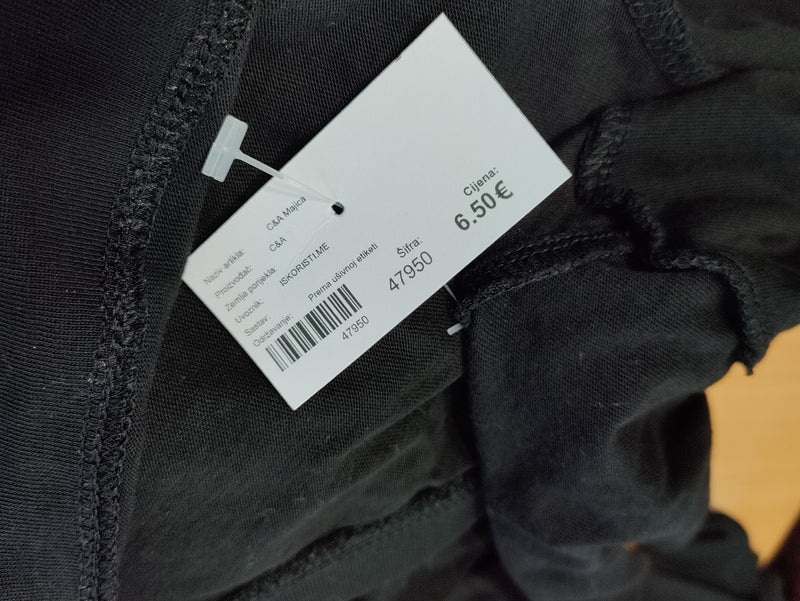 Naziv artikla: C&A Majica
Proizvođač: C&A
Zemlja porijekla:
Uvoznik: ISKORISTI.ME
Sastav:
Održavanje: Prema ušivnoj etiketi
47950
Šifra:
47950
Cijena:
6.50€